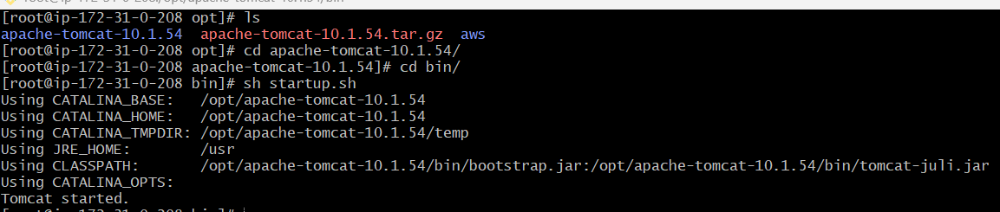 [root@ip-172-31-0-208 opt]# ls
apache-tomcat-10.1.54  apache-tomcat-10.1.54.tar.gz  aws
[root@ip-172-31-0-208 opt]# cd apache-tomcat-10.1.54/
[root@ip-172-31-0-208 apache-tomcat-10.1.54]# cd bin/
[root@ip-172-31-0-208 bin]# sh startup.sh
Using CATALINA_BASE:   /opt/apache-tomcat-10.1.54
Using CATALINA_HOME:   /opt/apache-tomcat-10.1.54
Using CATALINA_TMPDIR: /opt/apache-tomcat-10.1.54/temp
Using JRE_HOME:        /usr
Using CLASSPATH:       /opt/apache-tomcat-10.1.54/bin/bootstrap.jar:/opt/apache-tomcat-10.1.54/bin/tomcat-juli.jar
Using CATALINA_OPTS:
Tomcat started.